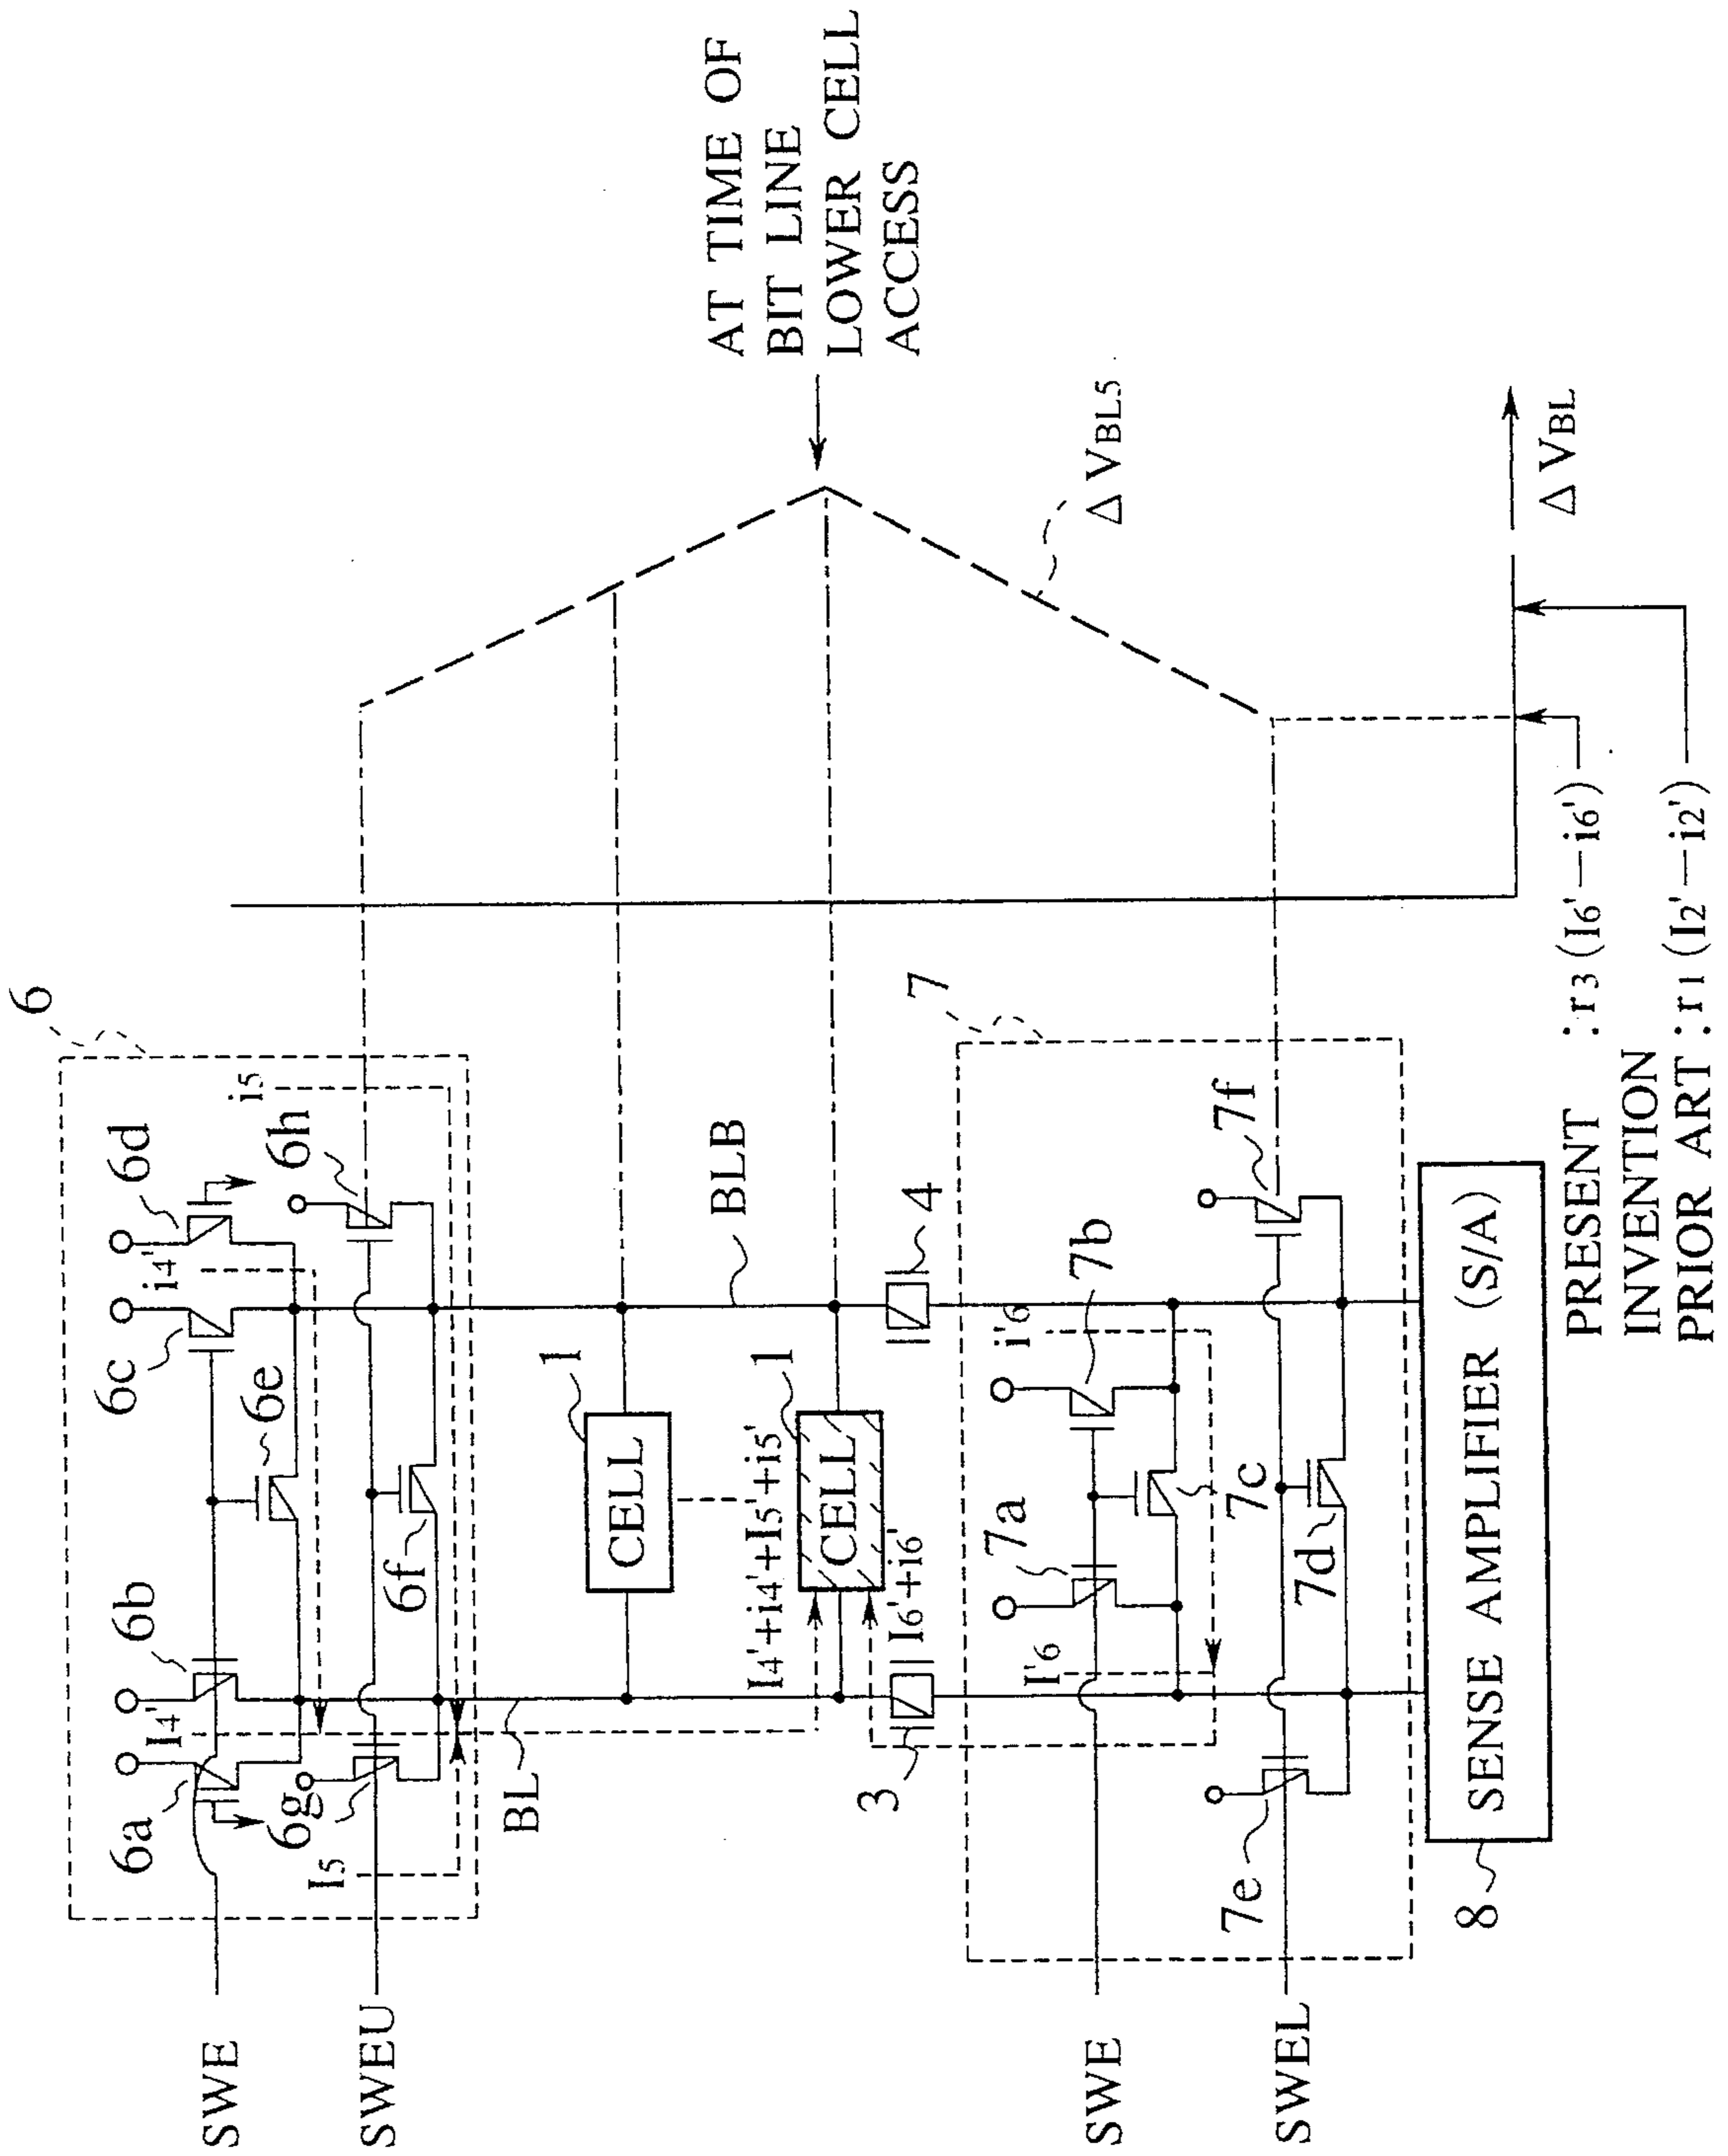 SWE
SWEU
SWE
SWEL
6
6a
6b
6c
6d
6e
6f
6g
6h
I4'
i4'
I5
i5
BL
BLB
1
CELL
1
CELL
I4'+i4'+I5'+i5'
I6'+i6'
3
4
7
7a
7b
7c
7d
7e
7f
I'6
i'6
8
SENSE AMPLIFIER (S/A)
AT TIME OF
BIT LINE
LOWER CELL
ACCESS
ΔVBL5
ΔVBL
PRESENT :r3(I6'—i6')
INVENTION
PRIOR ART:r1(I2'—i2')